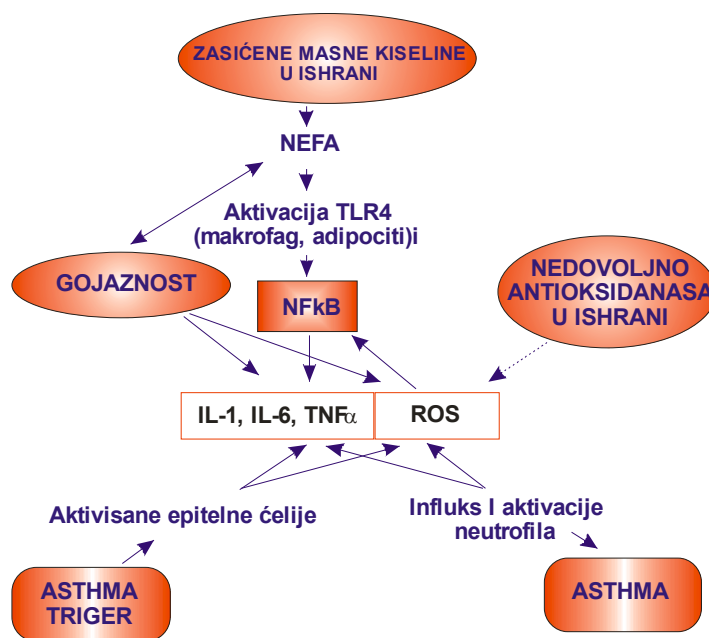 ZASIĆENE MASNE KISELINE
U ISHRANI
NEFA
Aktivacija TLR4
(makrofag, adipociti)i
GOJAZNOST
NFkB
NEDOVOLJNO
ANTIOKSIDANASA
U ISHRANI
IL-1, IL-6, TNFα
ROS
Aktivisane epitelne ćelije
Influks I aktivacije
neutrofila
ASTHMA
TRIGER
ASTHMA